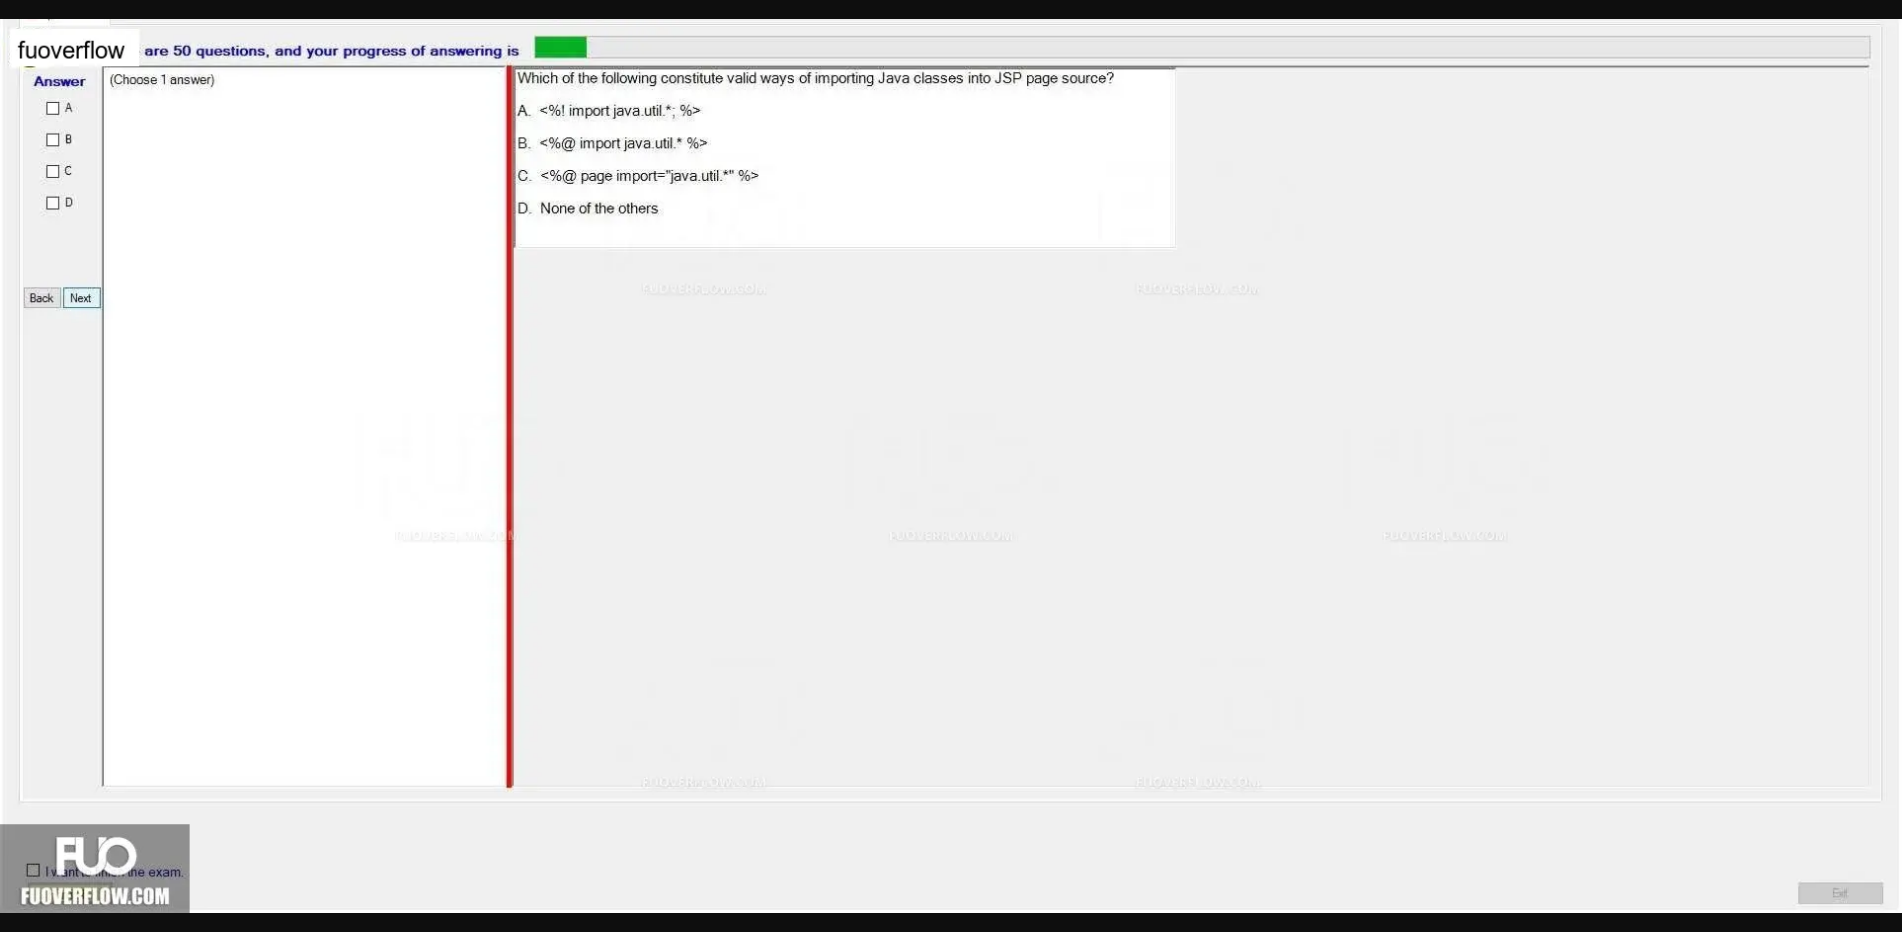 fuoverflow are 50 questions, and your progress of answering is
Answer
(Choose 1 answer)
A
B
C
D
Back Next
Which of the following constitute valid ways of importing Java classes into JSP page source?
A. <%! import java.util.*; %>
B. <%@ import java.util.* %>
C. <%@ page import="java.util.*" %>
D. None of the others
FUOVERFLOW.COM FUOVERFLOW.COM
FUOVERFLOW.COM FUOVERFLOW.COM FUOVERFLOW.COM
FUOVERFLOW.COM FUOVERFLOW.COM
FUO
I want the exam.
FUOVERFLOW.COM
Exit